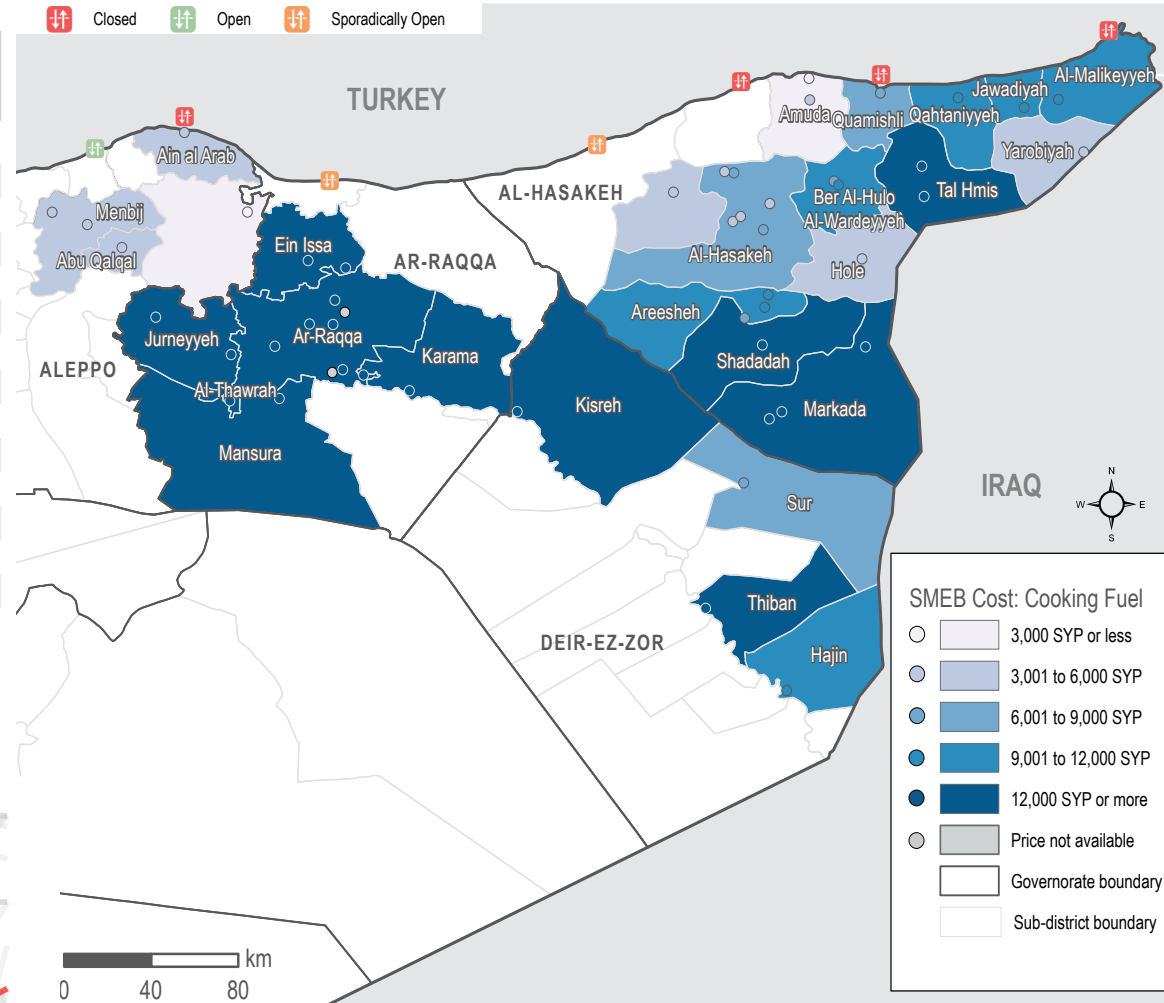 Closed
Open
Sporadically Open
TURKEY
Al-Malikeyyeh
Jawadiyah
Amuda
Quamishli
Qahtaniyyeh
Ain al Arab
Yarobiyah
AL-HASAKEH
Ber Al-Hulo
Al-Wardeyyeh
Tal Hmis
Menbij
Ein Issa
AR-RAQQA
Abu Qalqal
Al-Hasakeh
Hole
Areesheh
Jurneyyeh
Ar-Raqqa
Karama
Shadadah
ALEPPO
Al-Thawrah
Kisreh
Markada
Mansura
IRAQ
Sur
N
W
E
S
Thiban
DEIR-EZ-ZOR
Hajin
SMEB Cost: Cooking Fuel
3,000 SYP or less
3,001 to 6,000 SYP
6,001 to 9,000 SYP
9,001 to 12,000 SYP
12,000 SYP or more
Price not available
Governorate boundary
Sub-district boundary
km
0 40 80